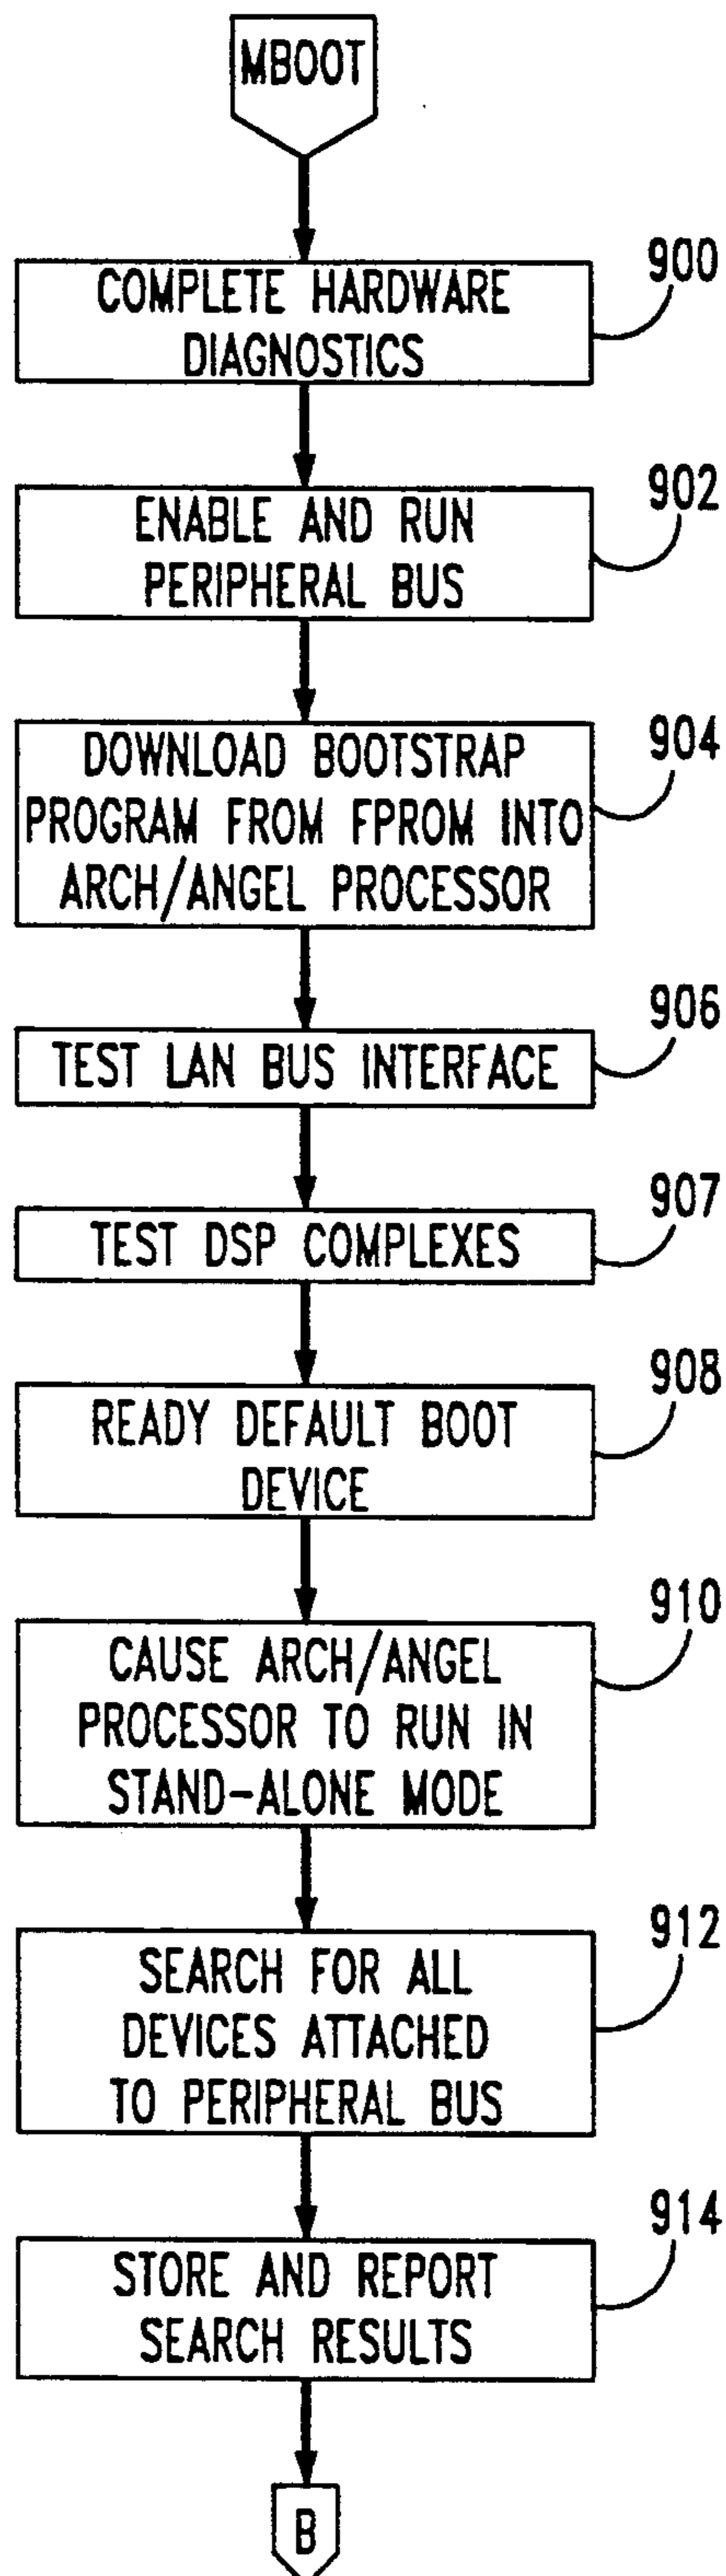 MBOOT
900
COMPLETE HARDWARE
DIAGNOSTICS
902
ENABLE AND RUN
PERIPHERAL BUS
904
DOWNLOAD BOOTSTRAP
PROGRAM FROM FPROM INTO
ARCH/ANGEL PROCESSOR
906
TEST LAN BUS INTERFACE
907
TEST DSP COMPLEXES
908
READY DEFAULT BOOT
DEVICE
910
CAUSE ARCH/ANGEL
PROCESSOR TO RUN IN
STAND-ALONE MODE
912
SEARCH FOR ALL
DEVICES ATTACHED
TO PERIPHERAL BUS
914
STORE AND REPORT
SEARCH RESULTS
B